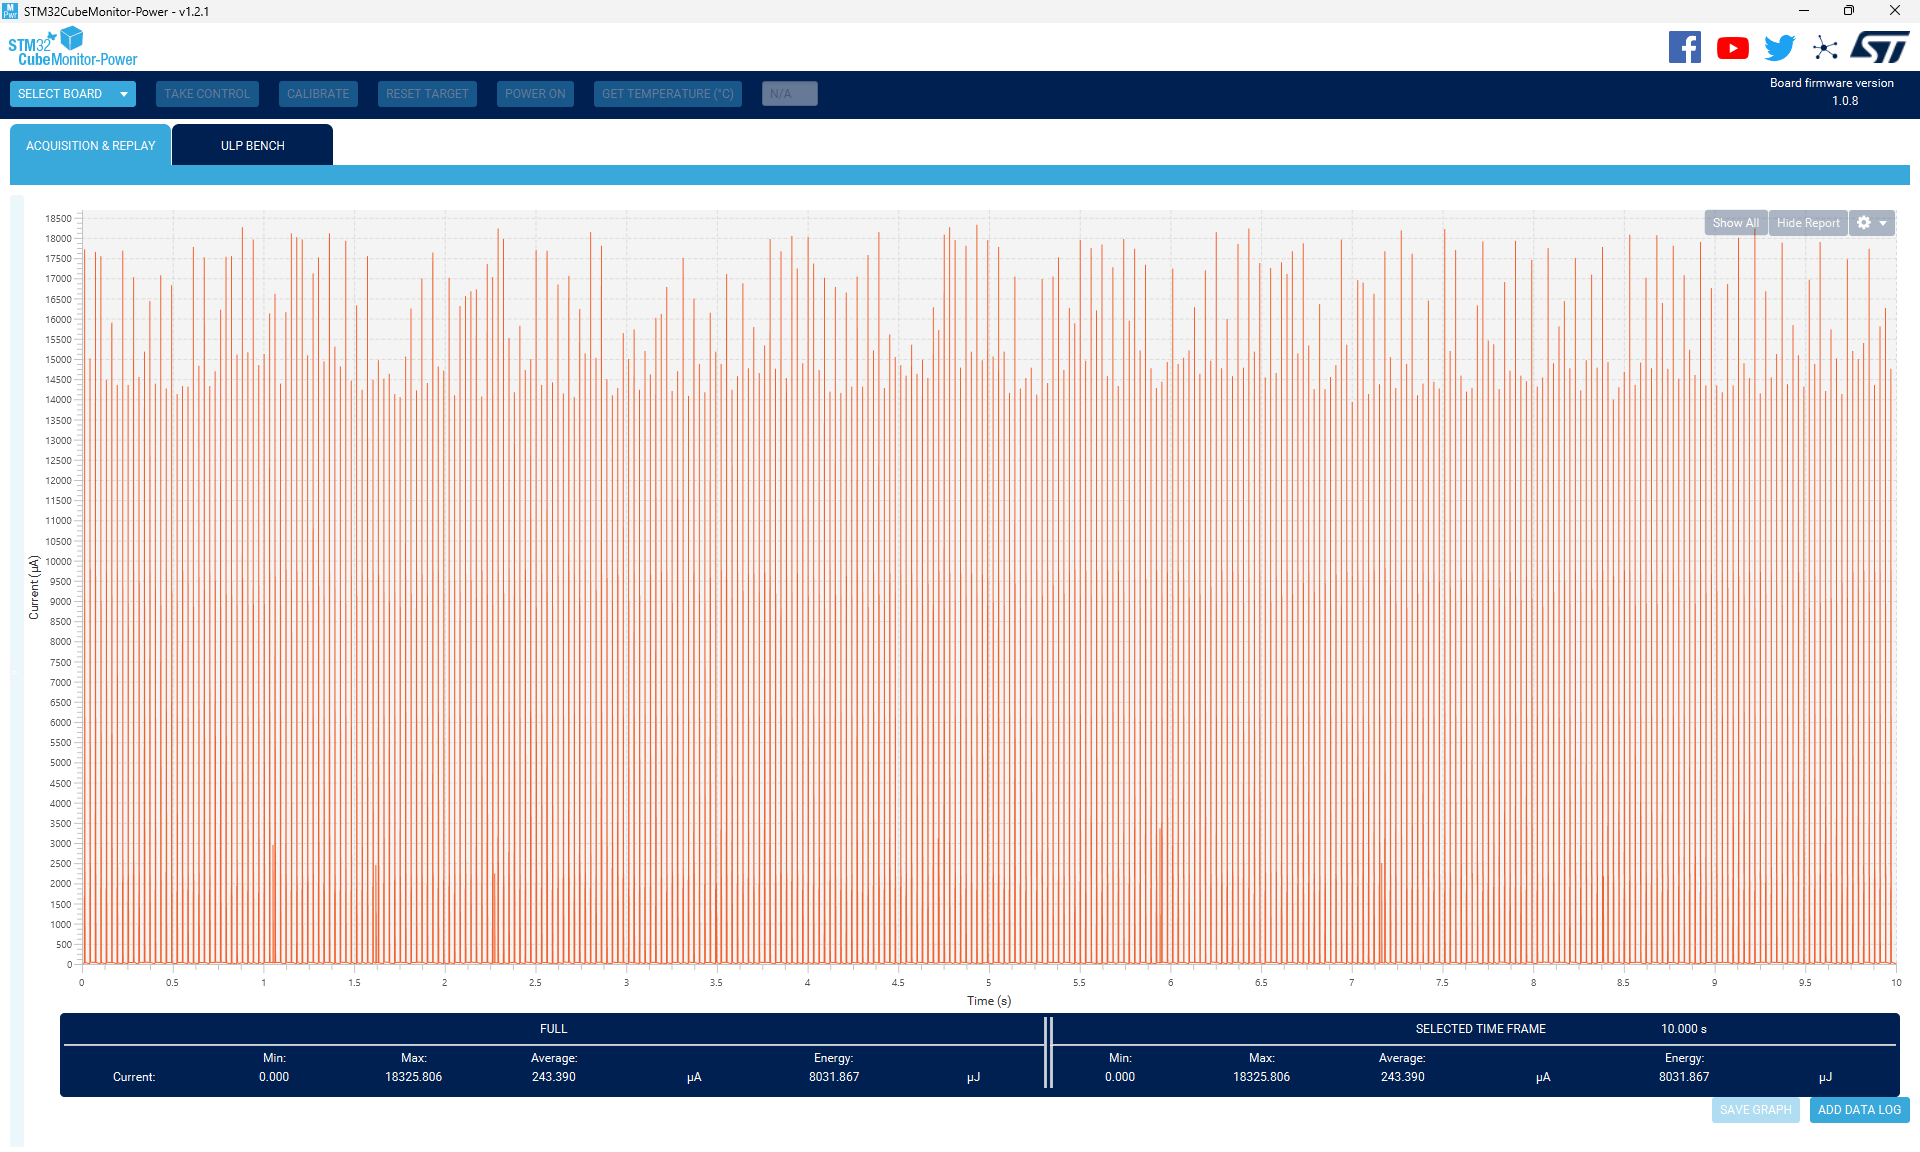 STM32CubeMonitor-Power - v1.2.1
STM32
CubeMonitor-Power
SELECT BOARD
TAKE CONTROL
CALIBRATE
RESET TARGET
POWER ON
GET TEMPERATURE (°C)
N/A
Board firmware version
1.0.8
ACQUISITION & REPLAY
ULP BENCH
Show All
Hide Report
18500
18000
17500
17000
16500
16000
15500
15000
14500
14000
13500
13000
12500
12000
11500
11000
10500
10000
9500
9000
8500
8000
7500
7000
6500
6000
5500
5000
4500
4000
3500
3000
2500
2000
1500
1000
500
0
Current (µA)
0 0.5 1 1.5 2 2.5 3 3.5 4 4.5 5 5.5 6 6.5 7 7.5 8 8.5 9 9.5 10
Time (s)
FULL
Min: Max: Average: Energy:
Current: 0.000 18325.806 243.390 µA 8031.867 µJ
SELECTED TIME FRAME 10.000 s
Min: Max: Average: Energy:
0.000 18325.806 243.390 µA 8031.867 µJ
SAVE GRAPH
ADD DATA LOG